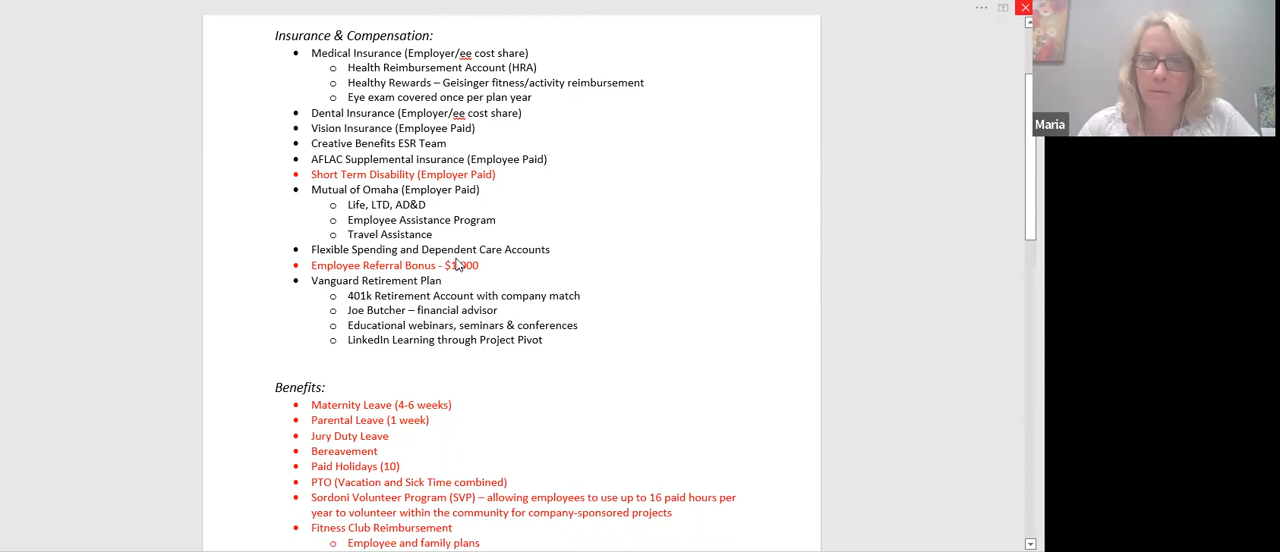 Insurance & Compensation:
• Medical Insurance (Employer/ee cost share)
o Health Reimbursement Account (HRA)
o Healthy Rewards – Geisinger fitness/activity reimbursement
o Eye exam covered once per plan year
• Dental Insurance (Employer/ee cost share)
• Vision Insurance (Employee Paid)
• Creative Benefits ESR Team
• AFLAC Supplemental insurance (Employee Paid)
• Short Term Disability (Employer Paid)
• Mutual of Omaha (Employer Paid)
o Life, LTD, AD&D
o Employee Assistance Program
o Travel Assistance
• Flexible Spending and Dependent Care Accounts
• Employee Referral Bonus -
• Vanguard Retirement Plan
o 401k Retirement Account with company match
o Joe Butcher – financial advisor
o Educational webinars, seminars & conferences
o LinkedIn Learning through Project Pivot
Benefits:
• Maternity Leave (4-6 weeks)
• Parental Leave (1 week)
• Jury Duty Leave
• Bereavement
• Paid Holidays (10)
• PTO (Vacation and Sick Time combined)
• Sordoni Volunteer Program (SVP) – allowing employees to use up to 16 paid hours per
year to volunteer within the community for company-sponsored projects
• Fitness Club Reimbursement
o Employee and family plans
Maria